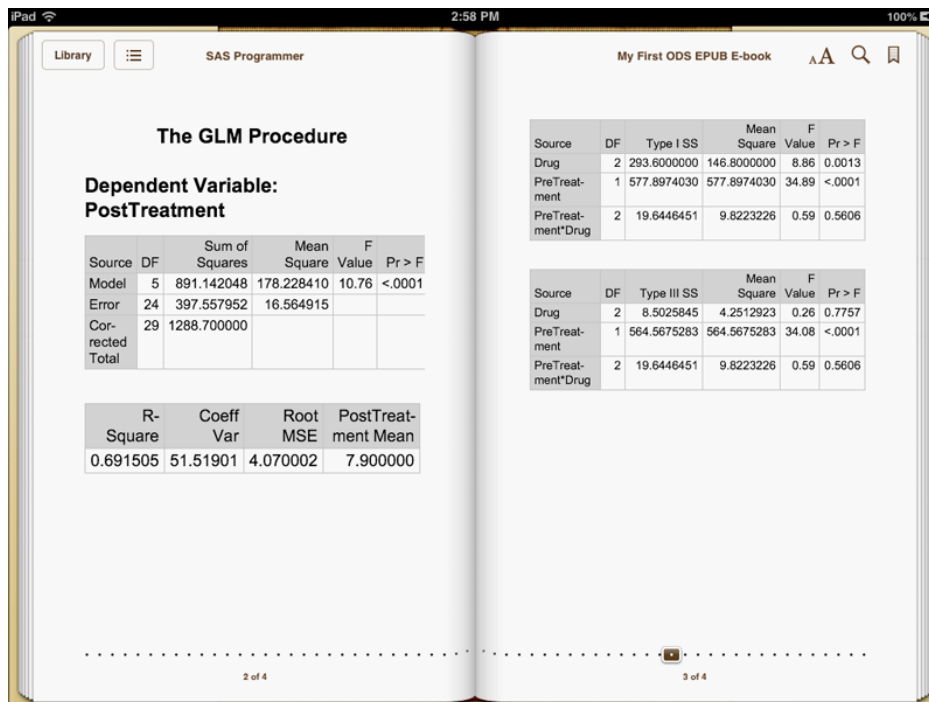 iPad 2:58 PM 100%
Library SAS Programmer My First ODS EPUB E-book AA
The GLM Procedure
Dependent Variable:
PostTreatment
Sum of Mean F
Source DF Squares Square Value Pr > F
Model 5 891.142048 178.228410 10.76 <.0001
Error 24 397.557952 16.564915
Cor- 29 1288.700000
rected
Total
R- Coeff Root PostTreat-
Square Var MSE ment Mean
0.691505 51.51901 4.070002 7.900000
2 of 4
Mean F
Source DF Type I SS Square Value Pr > F
Drug 2 293.6000000 146.8000000 8.86 0.0013
PreTreat- 1 577.8974030 577.8974030 34.89 <.0001
ment
PreTreat- 2 19.6446451 9.8223226 0.59 0.5606
ment*Drug
Mean F
Source DF Type III SS Square Value Pr > F
Drug 2 8.5025845 4.2512923 0.26 0.7757
PreTreat- 1 564.5675283 564.5675283 34.08 <.0001
ment
PreTreat- 2 19.6446451 9.8223226 0.59 0.5606
ment*Drug
3 of 4